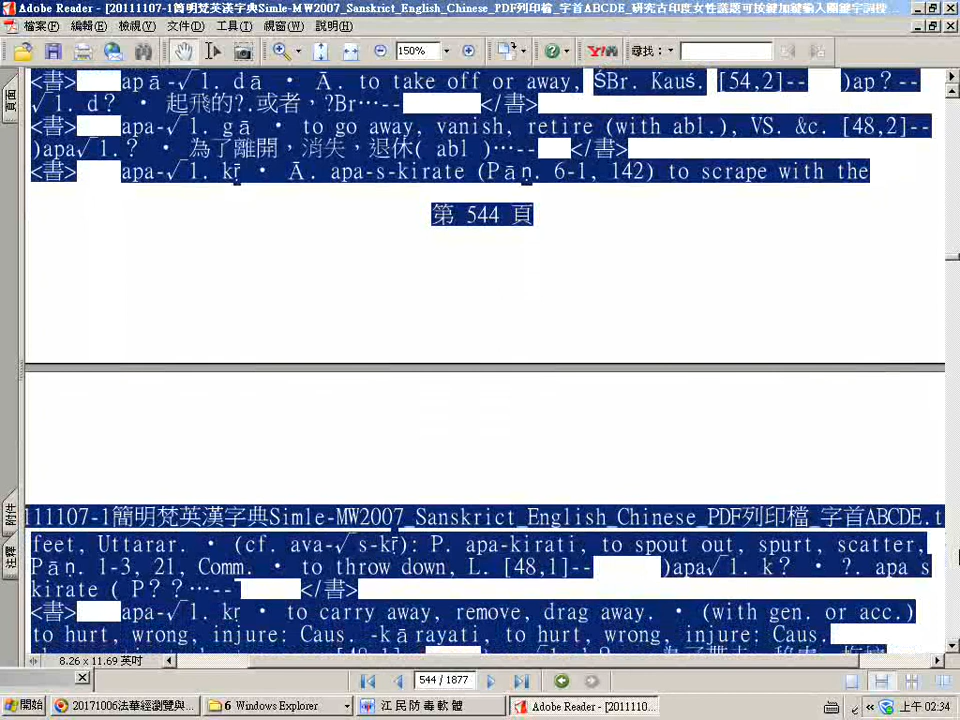 Adobe Reader - [20111107-1簡明梵英漢字典Simle-MW2007_Sanskrict_English_Chinese_PDF列印檔_字首ABCDE_研究古印度女性議題可按鍵加鍵輸入關鍵字詞搜
檔案(F) 編輯(E) 檢視(V) 文件(D) 工具(T) 視窗(W) 說明(H)
150% 尋找：
頁面
<書> apā-√1. dā ‧ Ā. to take off or away, ŚBr. Kauś. [54,2]-- )ap？--
√1. d？ ‧ 起飛的?.或者，?Br…-- </書>
<書> apa-√1. gā ‧ to go away, vanish, retire (with abl.), VS. &c. [48,2]--
)apa√1.？ ‧ 為了離開，消失，退休( abl )…-- </書>
<書> apa-√1. kṝ ‧ Ā. apa-s-kirate (Pāṇ. 6-1, 142) to scrape with the
第 544 頁
附件
111107-1簡明梵英漢字典Simle-MW2007_Sanskrict_English_Chinese_PDF列印檔_字首ABCDE.t
注釋
feet, Uttarar. ‧ (cf. ava-√s-kṝ): P. apa-kirati, to spout out, spurt, scatter,
Pāṇ. 1-3, 21, Comm. ‧ to throw down, L. [48,1]-- )apa√1. k？ ‧ ?. apa s
kirate ( P？？…-- </書>
<書> apa-√1. kṛ ‧ to carry away, remove, drag away. ‧ (with gen. or acc.)
to hurt, wrong, injure: Caus. -kārayati, to hurt, wrong, injure: Caus.
8.26 x 11.69 英吋
544 / 1877
開始 20171006法華經瀏覽與... 6 Windows Explorer 江民防毒軟體 Adobe Reader - [2011110... 上午 02:34